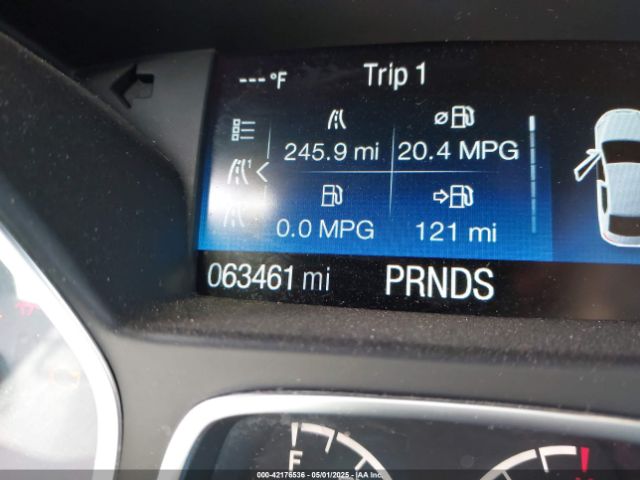 ---°F Trip 1
245.9 mi 20.4 MPG
1
0.0 MPG 121 mi
063461 mi PRNDS
F
000-42176536 - 05/01/2025 - IAA Inc.